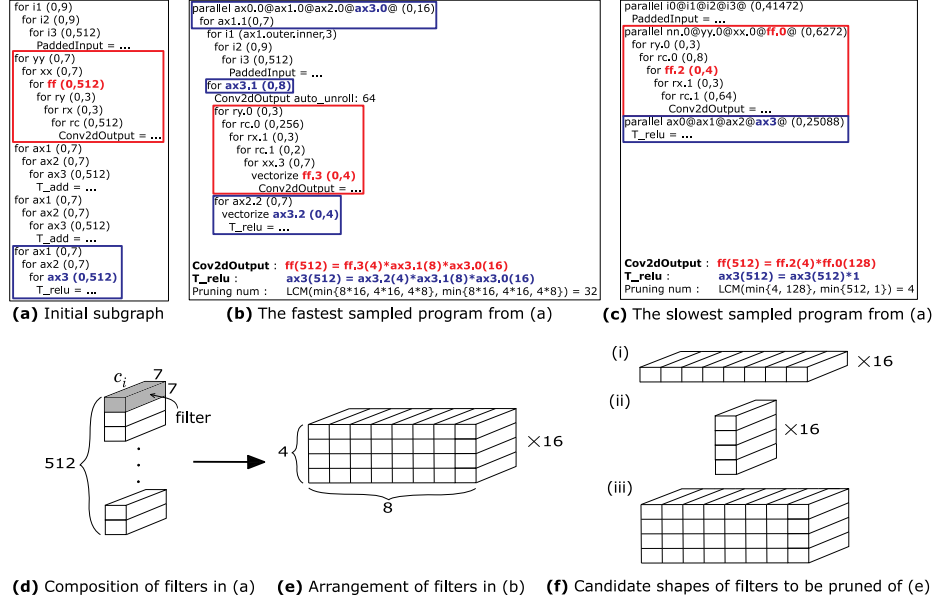 for i1 (0,9)
for i2 (0,9)
for i3 (0,512)
PaddedInput = ...
for yy (0,7)
for xx (0,7)
for ff (0,512)
for ry (0,3)
for rx (0,3)
for rc (0,512)
Conv2dOutput = ...
for ax1 (0,7)
for ax2 (0,7)
for ax3 (0,512)
T_add = ...
for ax1 (0,7)
for ax2 (0,7)
for ax3 (0,512)
T_add = ...
for ax1 (0,7)
for ax2 (0,7)
for ax3 (0,512)
T_relu = ...
(a) Initial subgraph
parallel ax0.0@ax1.0@ax2.0@ax3.0@ (0,16)
for ax1.1(0,7)
for i1 (ax1.outer.inner,3)
for i2 (0,9)
for i3 (0,512)
PaddedInput = ...
for ax3.1 (0,8)
Conv2dOutput auto_unroll: 64
for ry.0 (0,3)
for rc.0 (0,256)
for rx.1 (0,3)
for rc.1 (0,2)
for xx.3 (0,7)
vectorize ff.3 (0,4)
Conv2dOutput = ...
for ax2.2 (0,7)
vectorize ax3.2 (0,4)
T_relu = ...
Cov2dOutput : ff(512) = ff.3(4)*ax3.1(8)*ax3.0(16)
T_relu : ax3(512) = ax3.2(4)*ax3.1(8)*ax3.0(16)
Pruning num : LCM(min{8*16, 4*16, 4*8}, min{8*16, 4*16, 4*8}) = 32
(b) The fastest sampled program from (a)
parallel i0@i1@i2@i3@ (0,41472)
PaddedInput = ...
parallel nn.0@yy.0@xx.0@ff.0@ (0,6272)
for ry.0 (0,3)
for rc.0 (0,8)
for ff.2 (0,4)
for rx.1 (0,3)
for rc.1 (0,64)
Conv2dOutput = ...
parallel ax0@ax1@ax2@ax3@ (0,25088)
T_relu = ...
Cov2dOutput : ff(512) = ff.2(4)*ff.0(128)
T_relu : ax3(512) = ax3(512)*1
Pruning num : LCM(min{4, 128}, min{512, 1}) = 4
(c) The slowest sampled program from (a)
c_i
7
7
filter
512
(d) Composition of filters in (a)
4
8
×16
(e) Arrangement of filters in (b)
(i)
×16
(ii)
×16
(iii)
(f) Candidate shapes of filters to be pruned of (e)